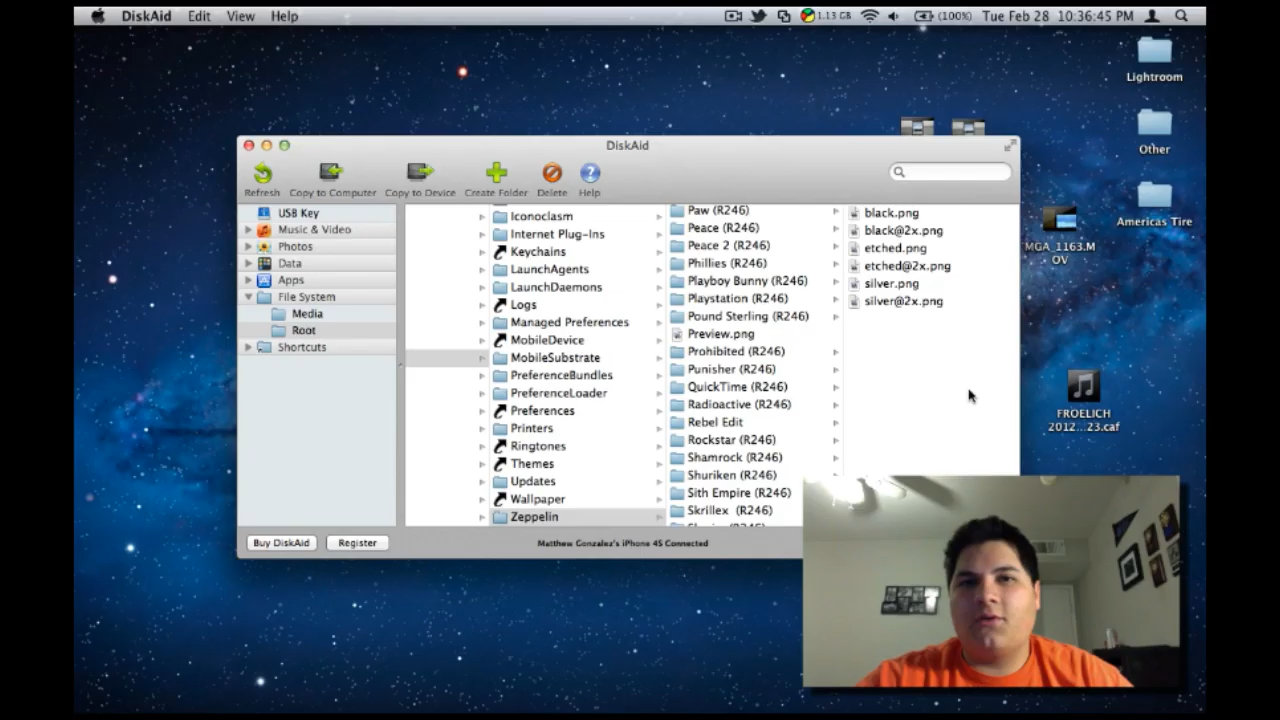 DiskAid Edit View Help 1.13 GB (100%) Tue Feb 28 10:36:45 PM
Lightroom
Other
Americas Tire
MGA_1163.M
OV
FROELICH
2012...23.caf
DiskAid
Refresh Copy to Computer Copy to Device Create Folder Delete Help
USB Key
Music & Video
Photos
Data
Apps
File System
Media
Root
Shortcuts
Iconoclasm
Internet Plug-Ins
Keychains
LaunchAgents
LaunchDaemons
Logs
Managed Preferences
MobileDevice
MobileSubstrate
PreferenceBundles
PreferenceLoader
Preferences
Printers
Ringtones
Themes
Updates
Wallpaper
Zeppelin
Paw (R246)
Peace (R246)
Peace 2 (R246)
Phillies (R246)
Playboy Bunny (R246)
Playstation (R246)
Pound Sterling (R246)
Preview.png
Prohibited (R246)
Punisher (R246)
QuickTime (R246)
Radioactive (R246)
Rebel Edit
Rockstar (R246)
Shamrock (R246)
Shuriken (R246)
Sith Empire (R246)
Skrillex (R246)
black.png
black@2x.png
etched.png
etched@2x.png
silver.png
silver@2x.png
Buy DiskAid Register Matthew Gonzalez's iPhone 4S Connected